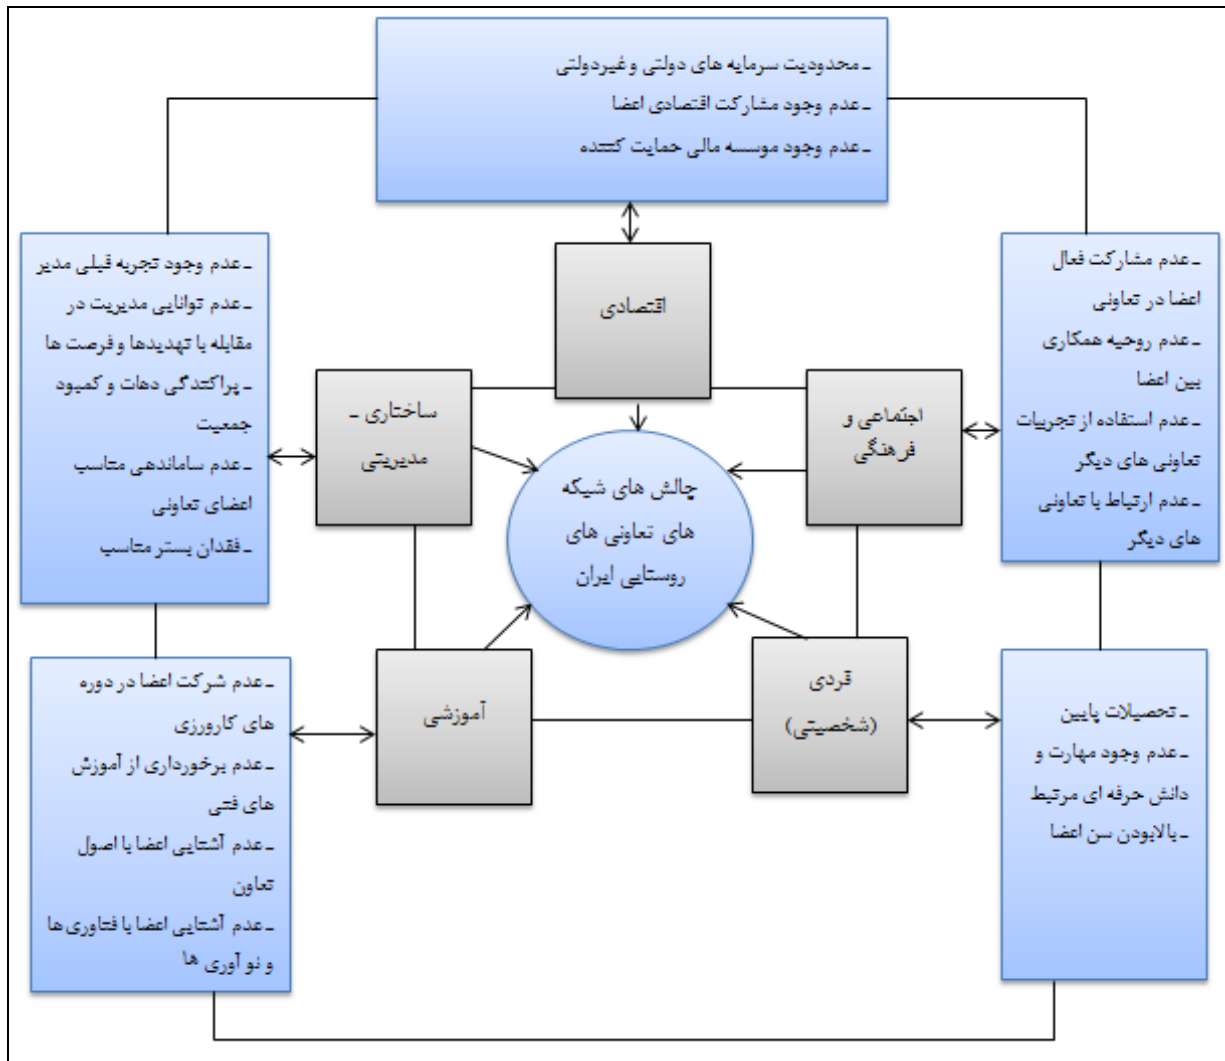 ـ محدودیت سرمایه های دولتی و غیردولتی
ـ عدم وجود مشارکت اقتصادی اعضا
ـ عدم وجود موسسه مالی حمایت کننده
ـ عدم مشارکت فعال
اعضا در تعاونی
ـ عدم روحیه همکاری
بین اعضا
ـ عدم استفاده از تجربیات
تعاونی های دیگر
ـ عدم ارتباط با تعاونی
های دیگر
اقتصادی
اجتماعی و
فرهنگی
ساختاری ـ
مدیریتی
ـ عدم وجود تجربه قبلی مدیر
ـ عدم توانایی مدیریت در
مقابله با تهدیدها و فرصت ها
ـ پراکندگی دهات و کمبود
جمعیت
ـ عدم ساماندهی مناسب
اعضای تعاونی
ـ فقدان بستر مناسب
چالش های شبکه
های تعاونی های
روستایی ایران
ـ تحصیلات پایین
ـ عدم وجود مهارت و
دانش حرفه ای مرتبط
ـ بالابودن سن اعضا
فردی
(شخصیتی)
آموزشی
ـ عدم شرکت اعضا در دوره
های کارورزی
ـ عدم برخورداری از آموزش
های فنی
ـ عدم آشنایی اعضا با اصول
تعاون
ـ عدم آشنایی اعضا با فناوری ها
و نو آوری ها